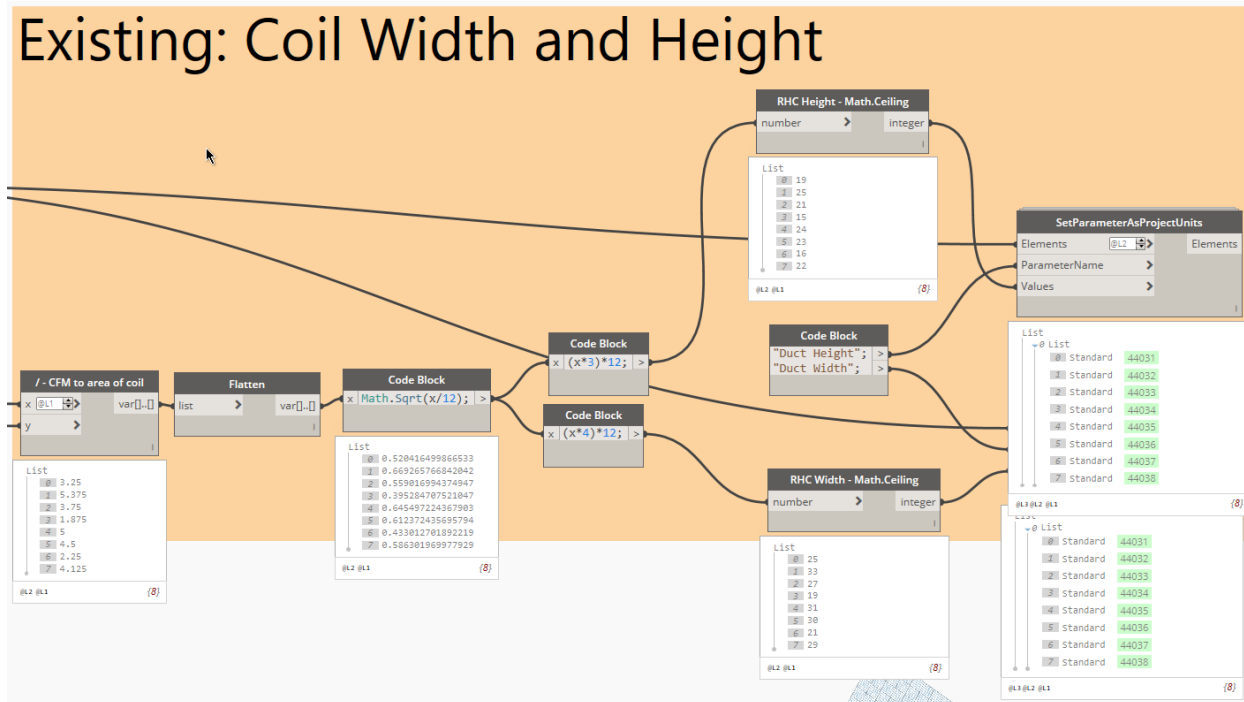 Existing: Coil Width and Height
RHC Height - Math.Ceiling
number > integer
l
List
0 19
1 25
2 21
3 15
4 24
5 23
6 16
7 22
@L2 @L1 {8}
SetParameterAsProjectUnits
Elements @L2 > Elements
ParameterName >
Values >
l
List
0 List
0 Standard 44031
1 Standard 44032
2 Standard 44033
3 Standard 44034
4 Standard 44035
5 Standard 44036
6 Standard 44037
7 Standard 44038
@L3 @L2 @L1 {8}
List
0 List
0 Standard 44031
1 Standard 44032
2 Standard 44033
3 Standard 44034
4 Standard 44035
5 Standard 44036
6 Standard 44037
7 Standard 44038
@L3 @L2 @L1 {8}
Code Block
"Duct Height"; >
"Duct Width"; >
Code Block
x (x*3)*12; >
Code Block
x (x*4)*12; >
/ - CFM to area of coil
x @L1 > var[]..[]
y >
l
List
0 3.25
1 5.375
2 3.75
3 1.875
4 5
5 4.5
6 2.25
7 4.125
@L2 @L1 {8}
Flatten
list > var[]..[]
l
Code Block
x Math.Sqrt(x/12); >
List
0 0.520416499866533
1 0.669265766842042
2 0.559016994374947
3 0.395284707521047
4 0.645497224367903
5 0.612372435695794
6 0.433012701892219
7 0.586301969977929
@L2 @L1 {8}
RHC Width - Math.Ceiling
number > integer
l
List
0 25
1 33
2 27
3 19
4 31
5 30
6 21
7 29
@L2 @L1 {8}